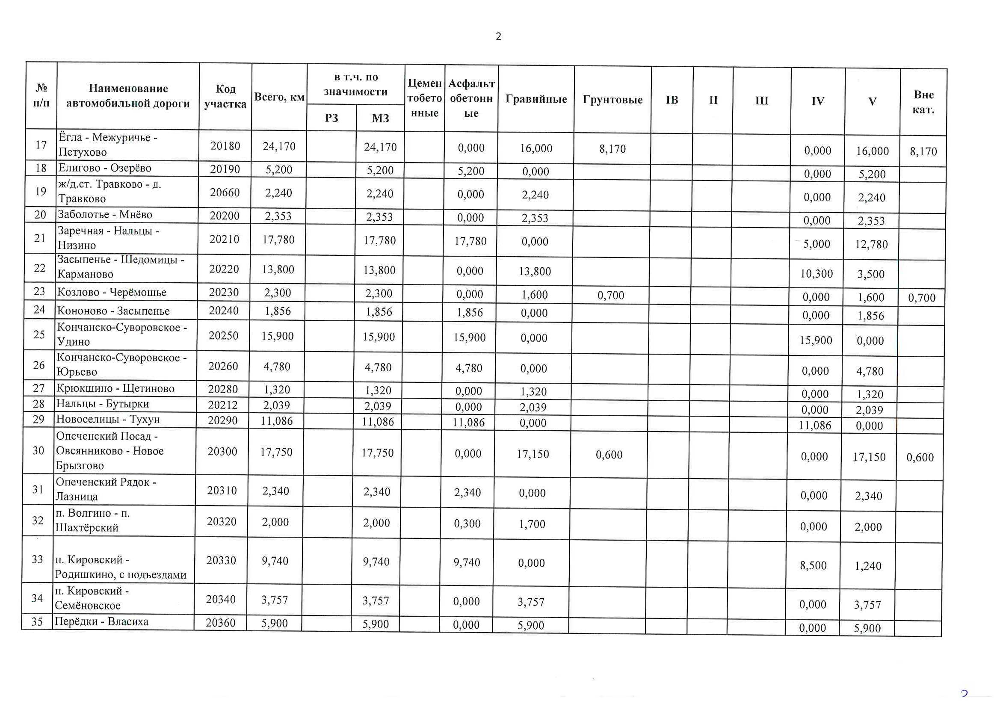 2
№ п/п Наименование автомобильной дороги Код участка Всего, км в т.ч. по значимости РЗ МЗ Цемен тобето нные Асфальт обетонн ые Гравийные Грунтовые IВ II III IV V Вне кат.
17 Ёгла - Межуричье - Петухово 20180 24,170 24,170 0,000 16,000 8,170 0,000 16,000 8,170
18 Елигово - Озерёво 20190 5,200 5,200 5,200 0,000 0,000 5,200
19 ж/д.ст. Травково - д. Травково 20660 2,240 2,240 0,000 2,240 0,000 2,240
20 Заболотье - Мнёво 20200 2,353 2,353 0,000 2,353 0,000 2,353
21 Заречная - Нальцы - Низино 20210 17,780 17,780 17,780 0,000 5,000 12,780
22 Засыпенье - Шедомицы - Карманово 20220 13,800 13,800 0,000 13,800 10,300 3,500
23 Козлово - Черёмошье 20230 2,300 2,300 0,000 1,600 0,700 0,000 1,600 0,700
24 Кононово - Засыпенье 20240 1,856 1,856 1,856 0,000 0,000 1,856
25 Кончанско-Суворовское - Удино 20250 15,900 15,900 15,900 0,000 15,900 0,000
26 Кончанско-Суворовское - Юрьево 20260 4,780 4,780 4,780 0,000 0,000 4,780
27 Крюкшино - Щетиново 20280 1,320 1,320 0,000 1,320 0,000 1,320
28 Нальцы - Бутырки 20212 2,039 2,039 0,000 2,039 0,000 2,039
29 Новоселицы - Тухун 20290 11,086 11,086 11,086 0,000 11,086 0,000
30 Опеченский Посад - Овсянниково - Новое Брызгово 20300 17,750 17,750 0,000 17,150 0,600 0,000 17,150 0,600
31 Опеченский Рядок - Лазница 20310 2,340 2,340 2,340 0,000 0,000 2,340
32 п. Волгино - п. Шахтёрский 20320 2,000 2,000 0,300 1,700 0,000 2,000
33 п. Кировский - Родишкино, с подъездами 20330 9,740 9,740 9,740 0,000 8,500 1,240
34 п. Кировский - Семёновское 20340 3,757 3,757 0,000 3,757 0,000 3,757
35 Перёдки - Власиха 20360 5,900 5,900 0,000 5,900 0,000 5,900